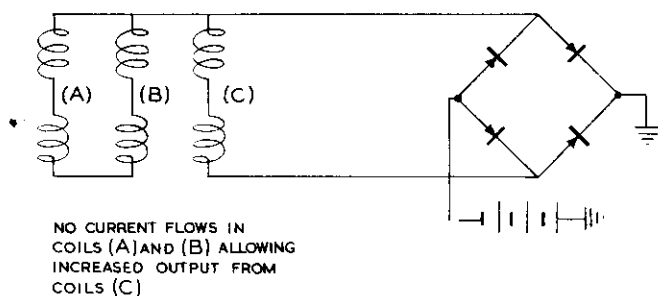 (A)
(B)
(C)
NO CURRENT FLOWS IN
COILS (A) AND (B) ALLOWING
INCREASED OUTPUT FROM
COILS (C)